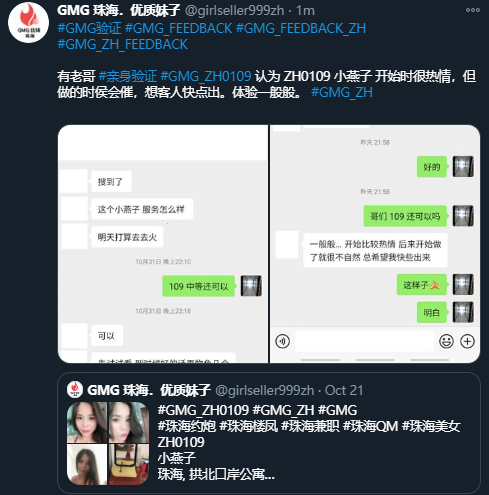 GMG 珠海．优质妹子 @girlseller999zh · 1m
#GMG验证 #GMG_FEEDBACK #GMG_FEEDBACK_ZH
#GMG_ZH_FEEDBACK
有老哥 #亲身验证 #GMG_ZH0109 认为 ZH0109 小燕子 开始时很热情，但
做的时侯会催，想客人快点出。体验一般般。 #GMG_ZH
GMG 优质
珠海
搜到了
这个小燕子 服务怎么样
明天打算去去火
10月31日 晚上22:10
109 中等还可以
10月31日 晚上22:18
可以
昨天 21:58
好的
昨天 21:58
哥们 109 还可以吗
一般般... 开始比较热情 后来开始做
了就很不自然 总希望我快些出来
这样子
明白
GMG 珠海．优质妹子 @girlseller999zh · Oct 21
#GMG_ZH0109 #GMG_ZH #GMG
#珠海约炮 #珠海楼凤 #珠海兼职 #珠海QM #珠海美女
ZH0109
小燕子
珠海, 拱北口岸公寓...